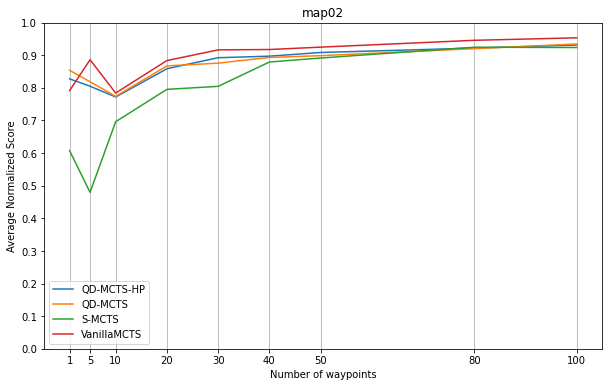 map02
1.0
0.9
0.8
0.7
0.6
0.5
0.4
0.3
0.2
0.1
0.0
Average Normalized Score
QD-MCTS-HP
QD-MCTS
S-MCTS
VanillaMCTS
1 5 10 20 30 40 50 80 100
Number of waypoints